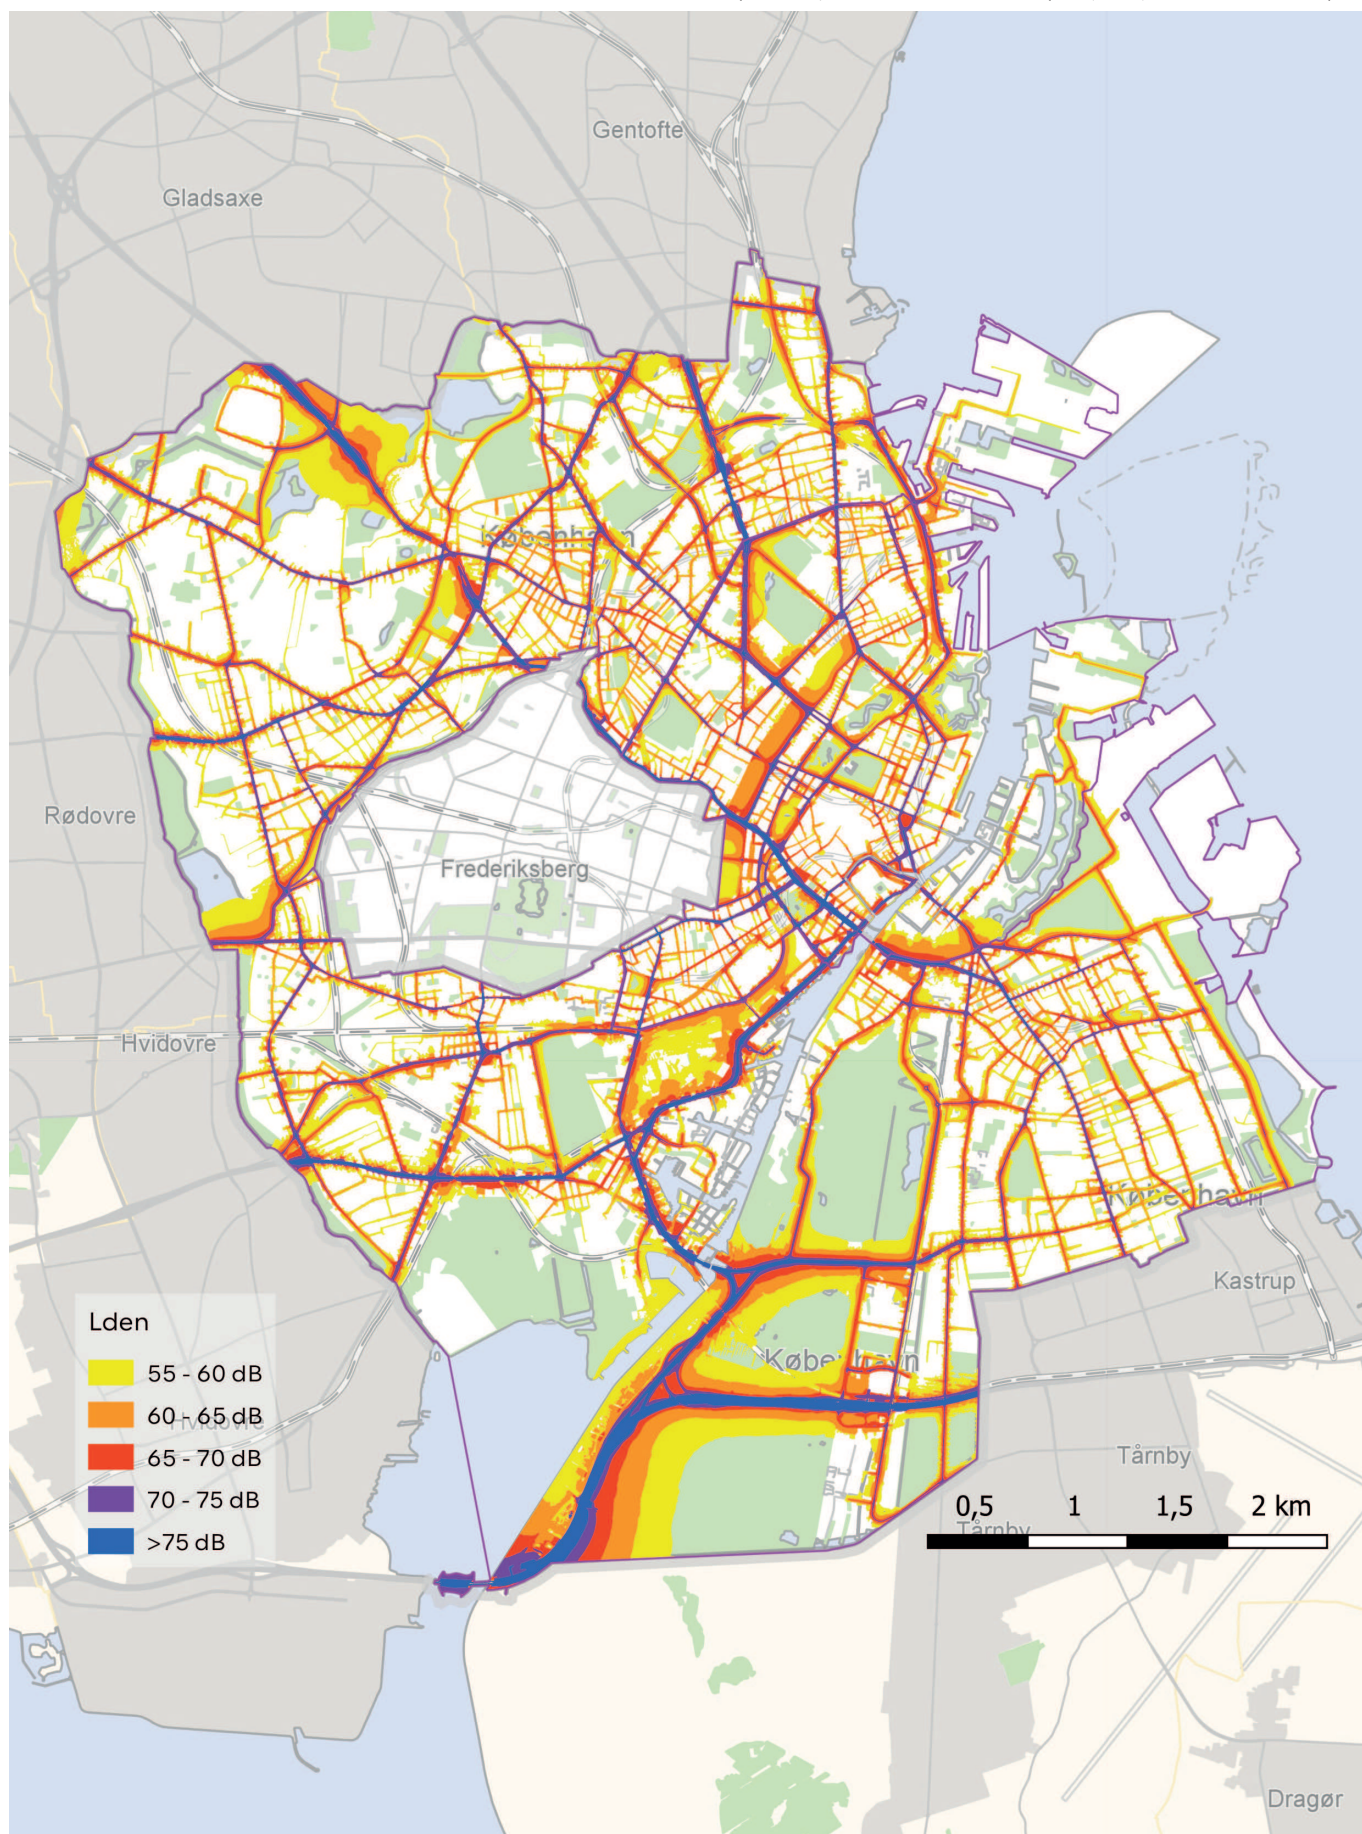 Gentofte
Gladsaxe
København
Rødovre
Frederiksberg
Hvidovre
København
Kastrup
Lden
København
55 - 60 dB
60 - 65 dB
Hvidovre
65 - 70 dB
Tårnby
70 - 75 dB
0,5 1 1,5 2 km
>75 dB
Tårnby
Dragør